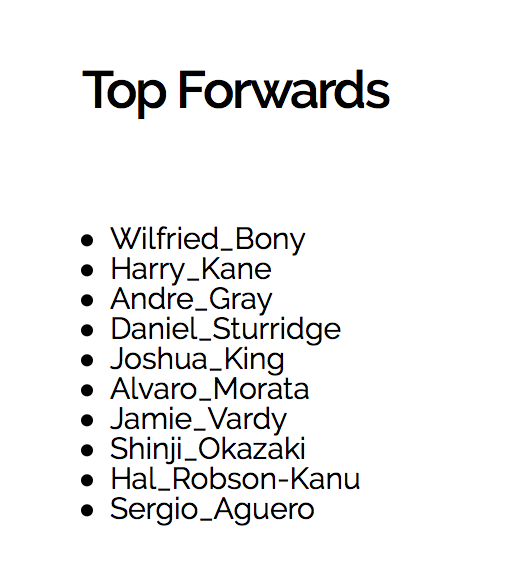 Top Forwards
● Wilfried_Bony
● Harry_Kane
● Andre_Gray
● Daniel_Sturridge
● Joshua_King
● Alvaro_Morata
● Jamie_Vardy
● Shinji_Okazaki
● Hal_Robson-Kanu
● Sergio_Aguero